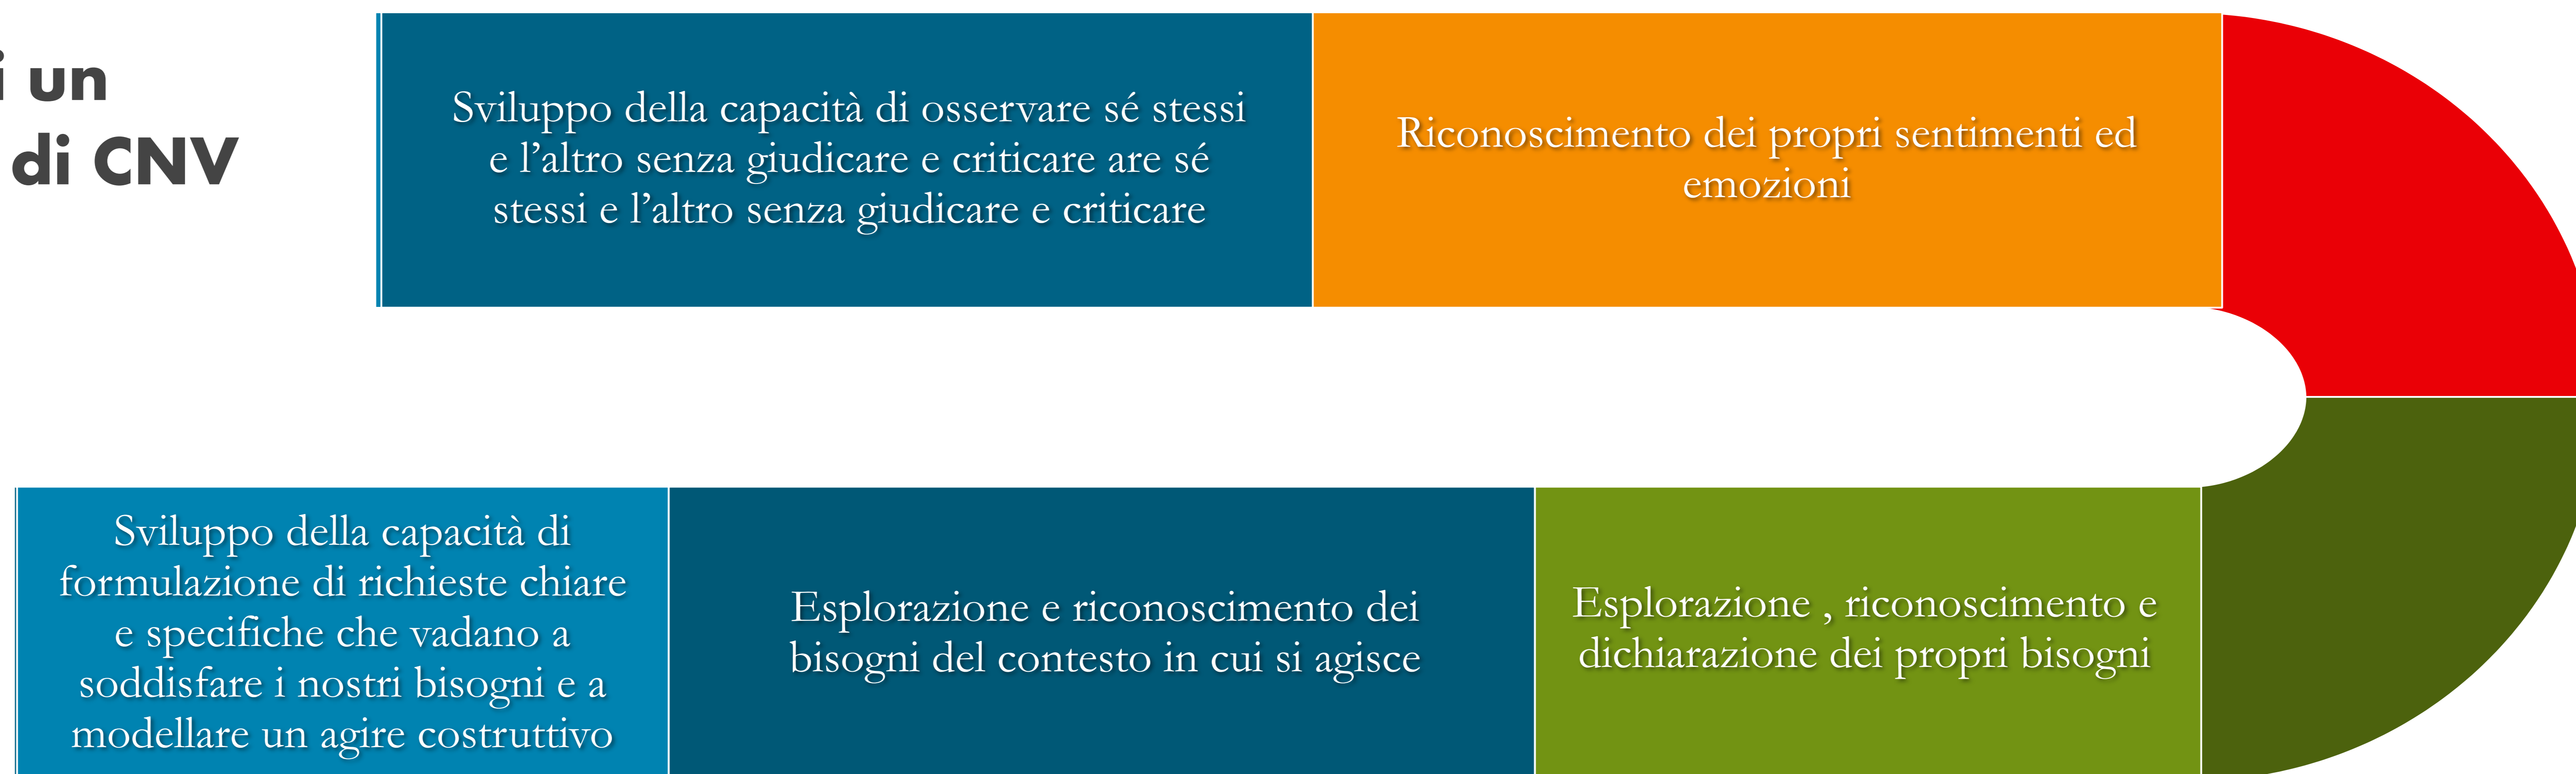 i un
di CNV
Sviluppo della capacità di osservare sé stessi
e l’altro senza giudicare e criticare are sé
stessi e l’altro senza giudicare e criticare
Riconoscimento dei propri sentimenti ed
emozioni
Sviluppo della capacità di
formulazione di richieste chiare
e specifiche che vadano a
soddisfare i nostri bisogni e a
modellare un agire costruttivo
Esplorazione e riconoscimento dei
bisogni del contesto in cui si agisce
Esplorazione , riconoscimento e
dichiarazione dei propri bisogni